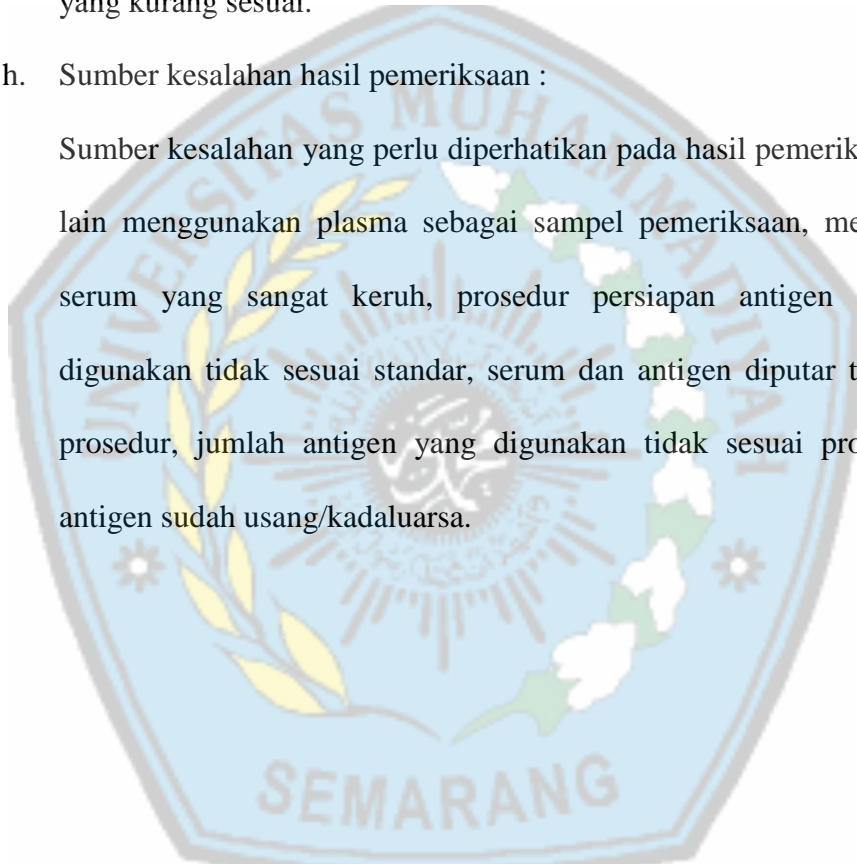 yang kurang sesuai.
h. Sumber kesalahan hasil pemeriksaan :
Sumber kesalahan yang perlu diperhatikan pada hasil pemerik
lain menggunakan plasma sebagai sampel pemeriksaan, me
serum yang sangat keruh, prosedur persiapan antigen
digunakan tidak sesuai standar, serum dan antigen diputar t
prosedur, jumlah antigen yang digunakan tidak sesuai pro
antigen sudah usang/kadaluarsa.
UNIVERSITAS MUHAMMADIYAH
SEMARANG